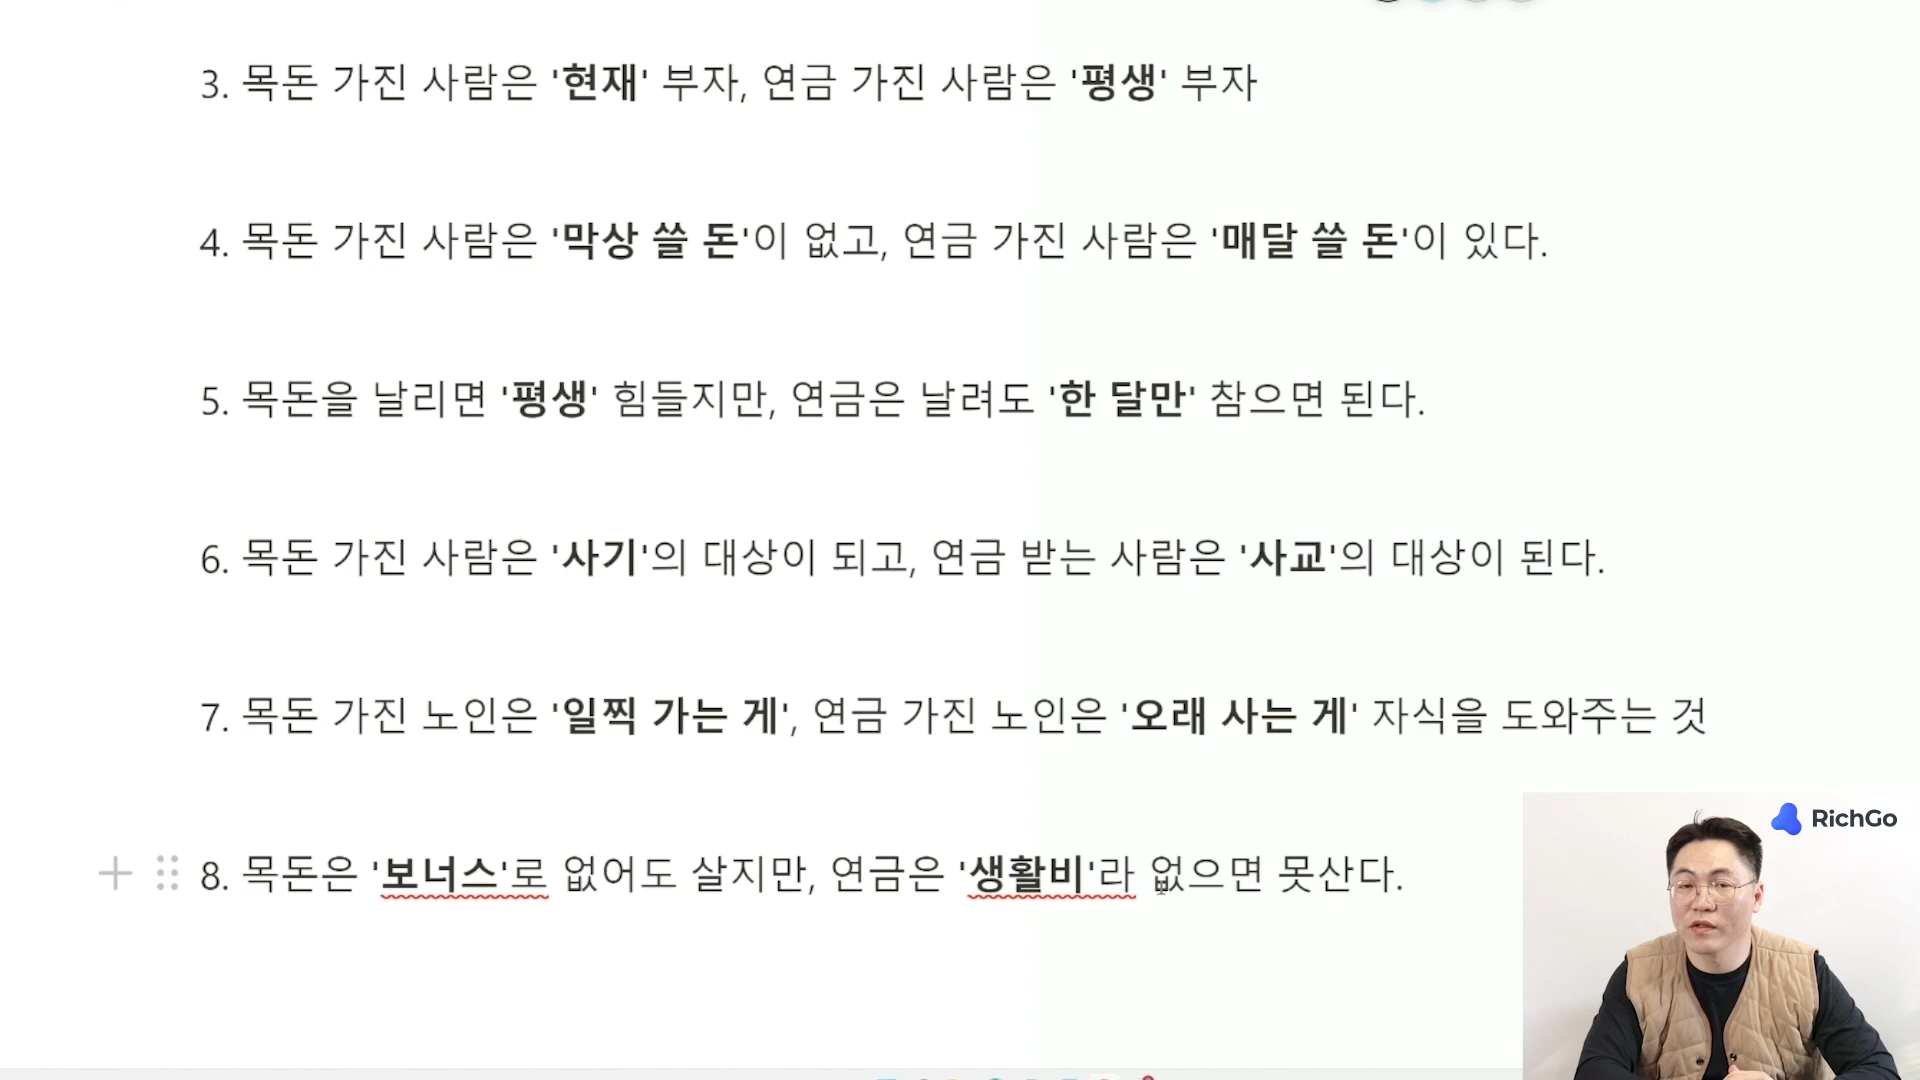 3. 목돈 가진 사람은 '현재' 부자, 연금 가진 사람은 '평생' 부자
4. 목돈 가진 사람은 '막상 쓸 돈'이 없고, 연금 가진 사람은 '매달 쓸 돈'이 있다.
5. 목돈을 날리면 '평생' 힘들지만, 연금은 날려도 '한 달만' 참으면 된다.
6. 목돈 가진 사람은 '사기'의 대상이 되고, 연금 받는 사람은 '사교'의 대상이 된다.
7. 목돈 가진 노인은 '일찍 가는 게', 연금 가진 노인은 '오래 사는 게' 자식을 도와주는 것
RichGo
8. 목돈은 '보너스'로 없어도 살지만, 연금은 '생활비'라 없으면 못산다.